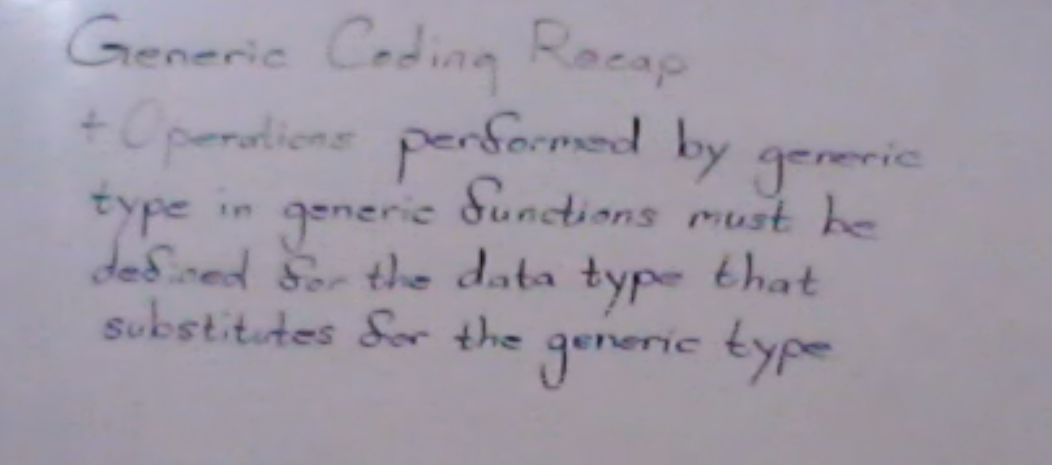 Generic Coding Recap
+ Operations performed by generic
type in generic functions must be
defined for the data type that
substitutes for the generic type